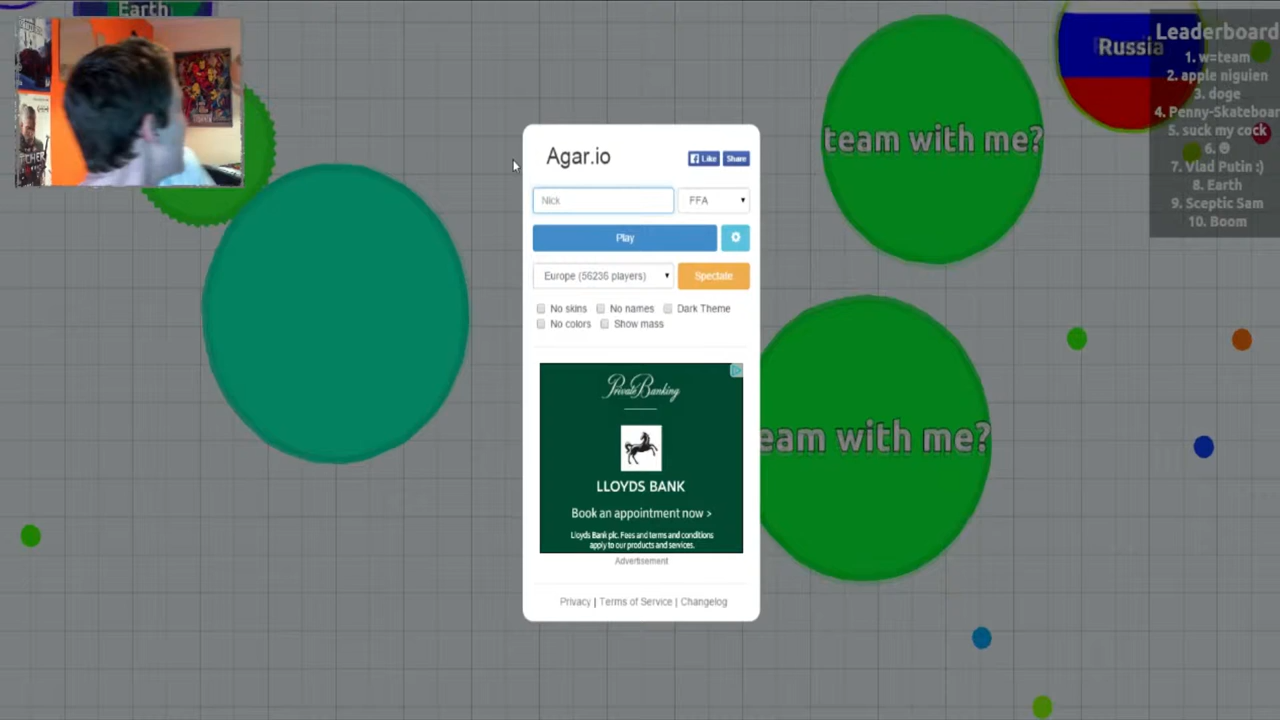 Earth
CHER
team with me?
Russia
Leaderboard
1. w=team
2. apple niguien
3. doge
4. Penny-Skateboar
5. suck my cock
6. ☻
7. Vlad Putin :)
8. Earth
9. Sceptic Sam
10. Boom
Agar.io
Like Share
Nick FFA
Play
Europe (56236 players) Spectate
No skins No names Dark Theme
No colors Show mass
eam with me?
Private Banking
LLOYDS BANK
Book an appointment now >
Lloyds Bank plc. Fees and terms and conditions
apply to our products and services.
Advertisement
Privacy | Terms of Service | Changelog